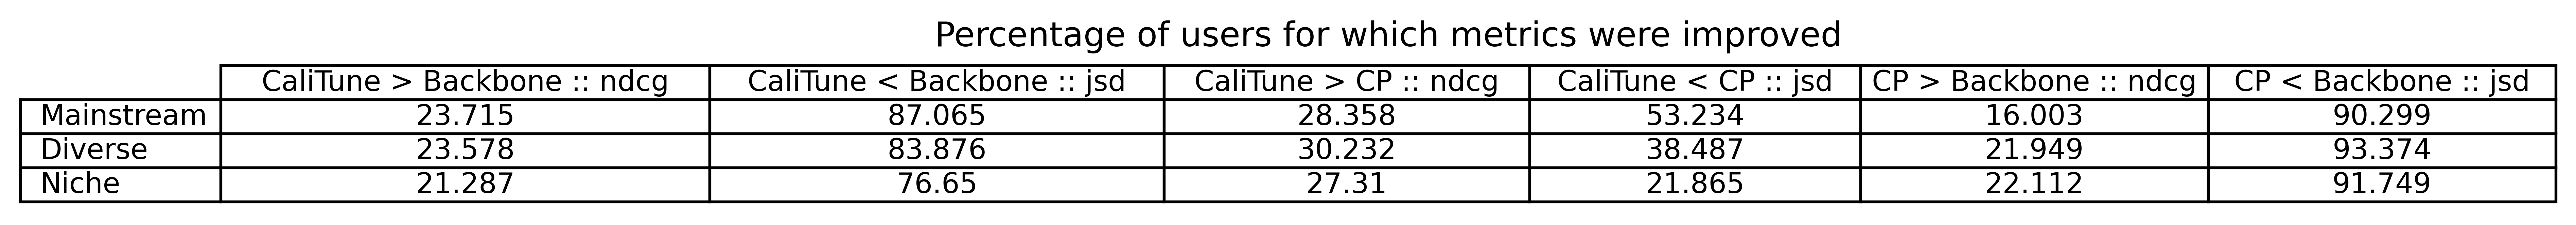 Percentage of users for which metrics were improved
CaliTune > Backbone :: ndcg CaliTune < Backbone :: jsd CaliTune > CP :: ndcg CaliTune < CP :: jsd CP > Backbone :: ndcg CP < Backbone :: jsd
Mainstream 23.715 87.065 28.358 53.234 16.003 90.299
Diverse 23.578 83.876 30.232 38.487 21.949 93.374
Niche 21.287 76.65 27.31 21.865 22.112 91.749